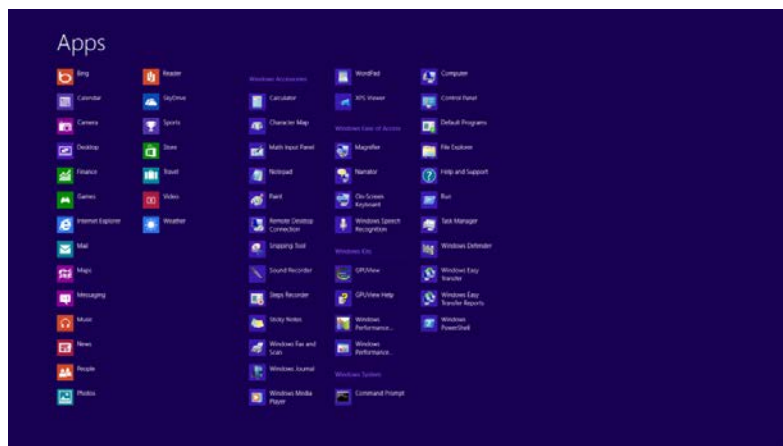 Apps
Bing
Calendar
Camera
Desktop
Finance
Games
Internet Explorer
Mail
Maps
Messaging
Music
News
People
Photos
Reader
SkyDrive
Sports
Store
Travel
Video
Weather
Windows Accessories
Calculator
Character Map
Math Input Panel
Notepad
Paint
Remote Desktop
Connection
Snipping Tool
Sound Recorder
Steps Recorder
Sticky Notes
Windows Fax and
Scan
Windows Journal
Windows Media
Player
WordPad
XPS Viewer
Windows Ease of Access
Magnifier
Narrator
On-Screen
Keyboard
Windows Speech
Recognition
Windows Kits
GPUView
GPUView Help
Windows
Performance...
Windows
Performance...
Windows System
Command Prompt
Computer
Control Panel
Default Programs
File Explorer
Help and Support
Run
Task Manager
Windows Defender
Windows Easy
Transfer
Windows Easy
Transfer Reports
Windows
PowerShell